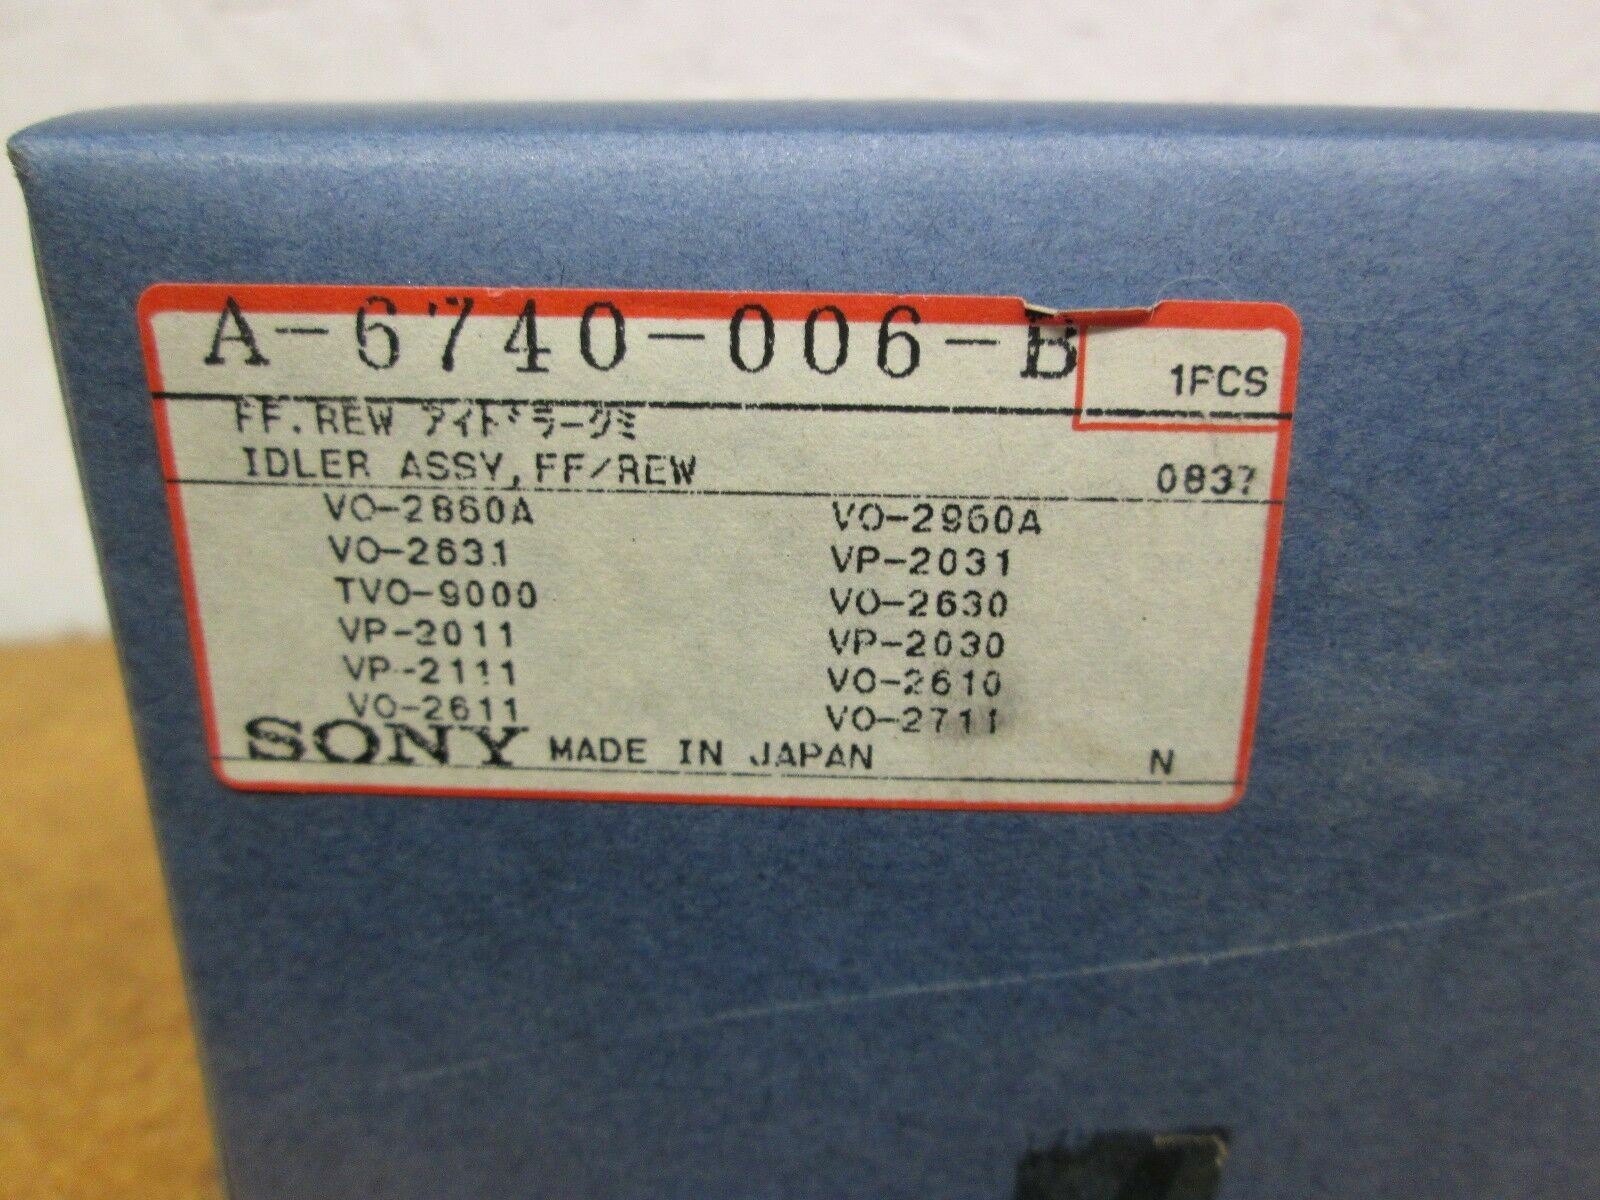 A-6740-006-B
1PCS
FF.REW アイドラークミ
IDLER ASSY,FF/REW 0837
VO-2860A VO-2960A
VO-2631 VP-2031
TVO-9000 VO-2630
VP-2011 VP-2030
VP-2111 VO-2610
VO-2611 VO-2711
SONY MADE IN JAPAN N